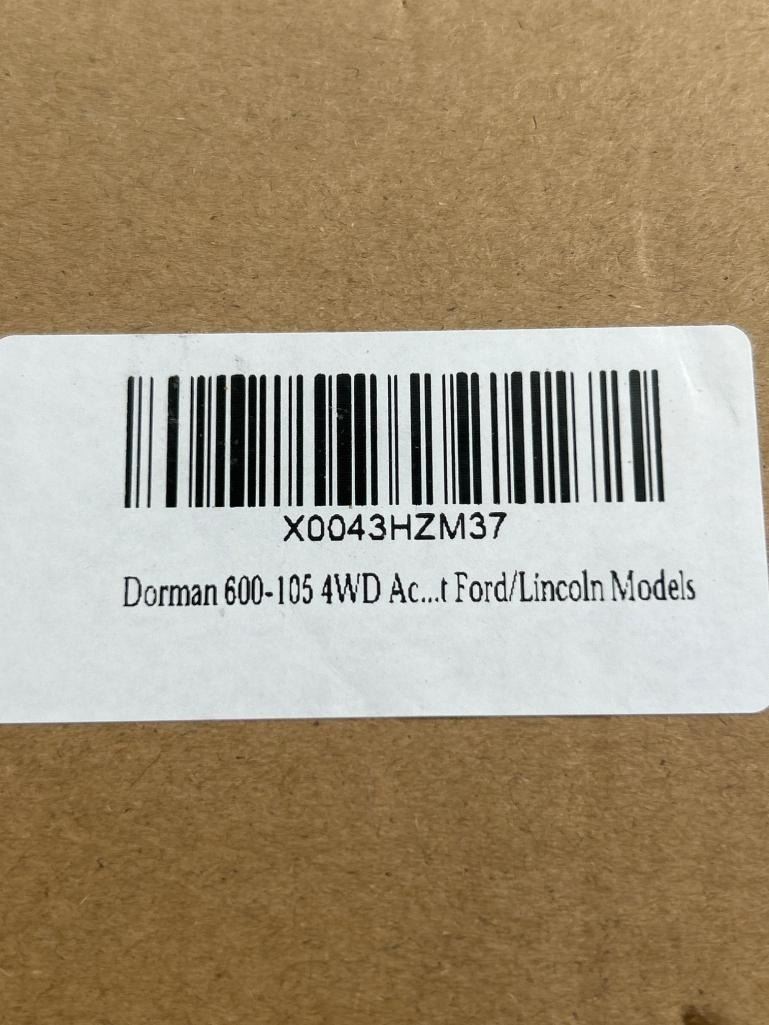 X0043HZM37
Dorman 600-105 4WD Ac...t Ford/Lincoln Models